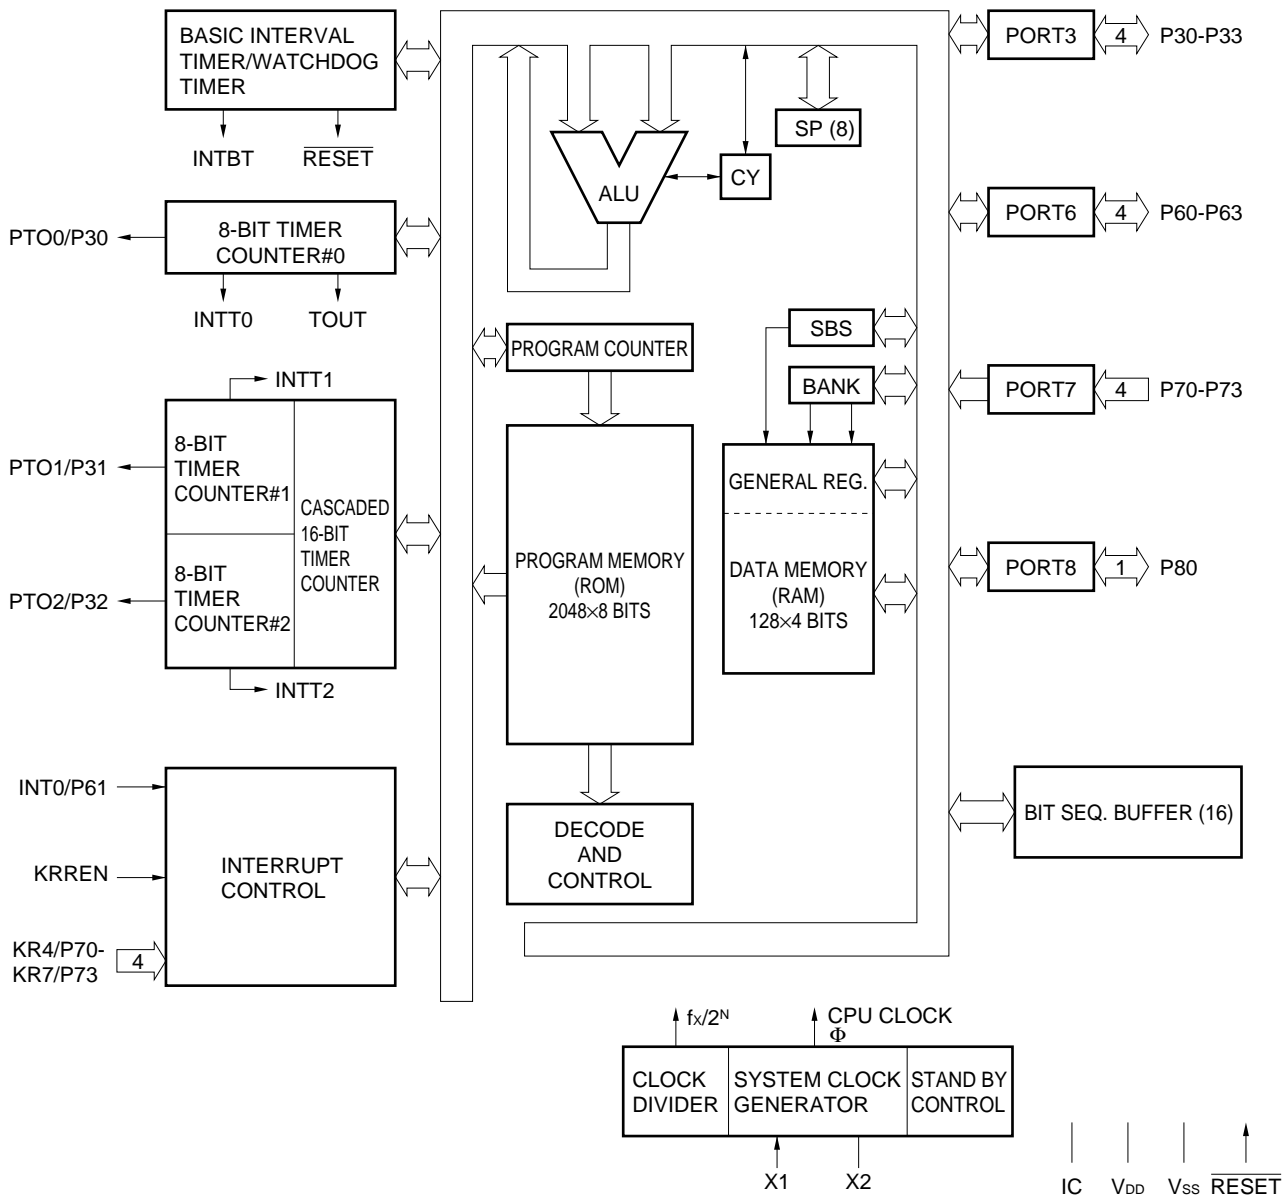 BASIC INTERVAL
TIMER/WATCHDOG
TIMER
INTBT
RESET
PTO0/P30
8-BIT TIMER
COUNTER#0
INTT0
TOUT
INTT1
PTO1/P31
8-BIT
TIMER
COUNTER#1
CASCADED
16-BIT
TIMER
COUNTER
PTO2/P32
8-BIT
TIMER
COUNTER#2
INTT2
INT0/P61
KRREN
KR4/P70-
KR7/P73
4
INTERRUPT
CONTROL
ALU
CY
SP (8)
PROGRAM COUNTER
PROGRAM MEMORY
(ROM)
2048×8 BITS
DECODE
AND
CONTROL
SBS
BANK
GENERAL REG.
DATA MEMORY
(RAM)
128×4 BITS
PORT3
4
P30-P33
PORT6
4
P60-P63
PORT7
4
P70-P73
PORT8
1
P80
BIT SEQ. BUFFER (16)
fX/2N
CPU CLOCK
Φ
CLOCK
DIVIDER
SYSTEM CLOCK
GENERATOR
STAND BY
CONTROL
X1
X2
IC
VDD
VSS
RESET